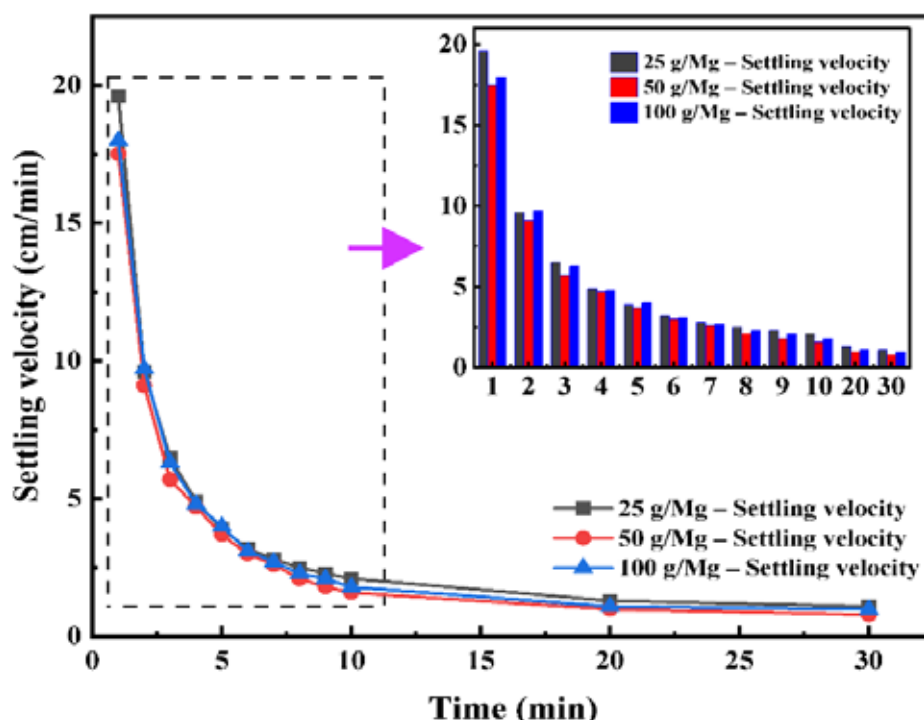 20
15
10
5
0
Settling velocity (cm/min)
0 5 10 15 20 25 30
Time (min)
25 g/Mg – Settling velocity
50 g/Mg – Settling velocity
100 g/Mg – Settling velocity
20
15
10
5
0
1 2 3 4 5 6 7 8 9 10 20 30
25 g/Mg – Settling velocity
50 g/Mg – Settling velocity
100 g/Mg – Settling velocity